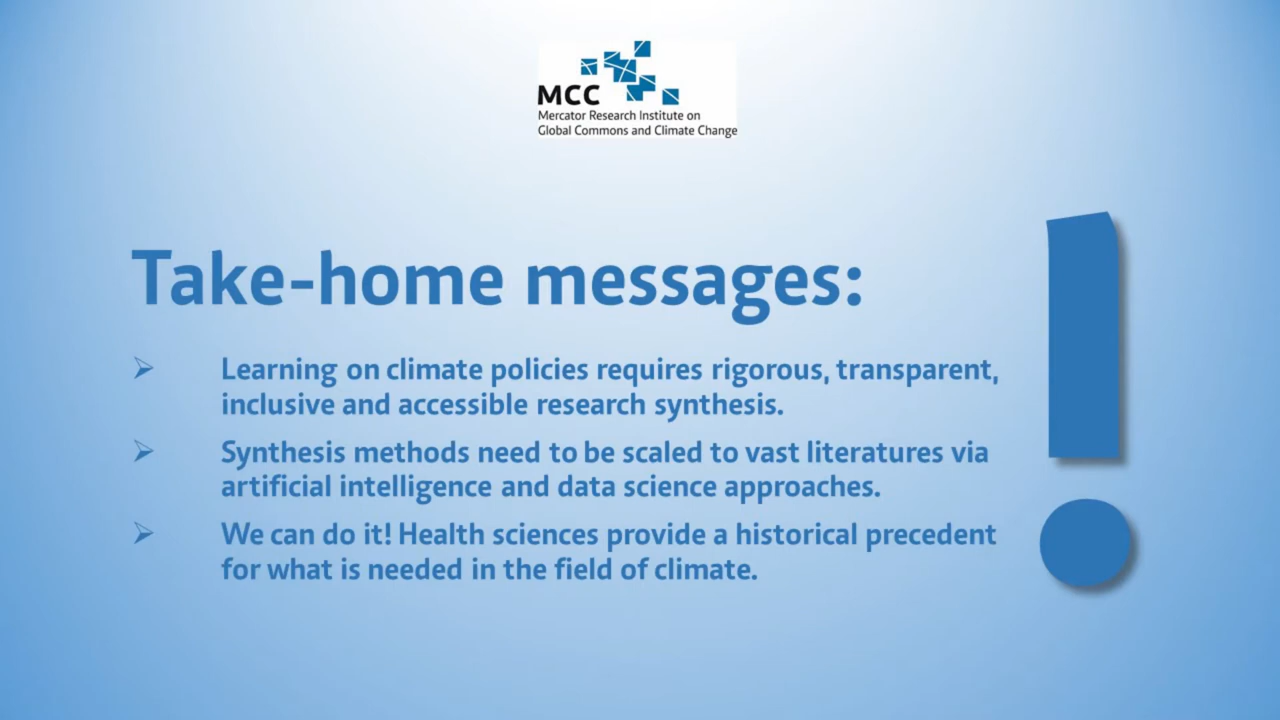 MCC
Mercator Research Institute on
Global Commons and Climate Change
Take-home messages:
Learning on climate policies requires rigorous, transparent,
inclusive and accessible research synthesis.
Synthesis methods need to be scaled to vast literatures via
artificial intelligence and data science approaches.
We can do it! Health sciences provide a historical precedent
for what is needed in the field of climate.
!